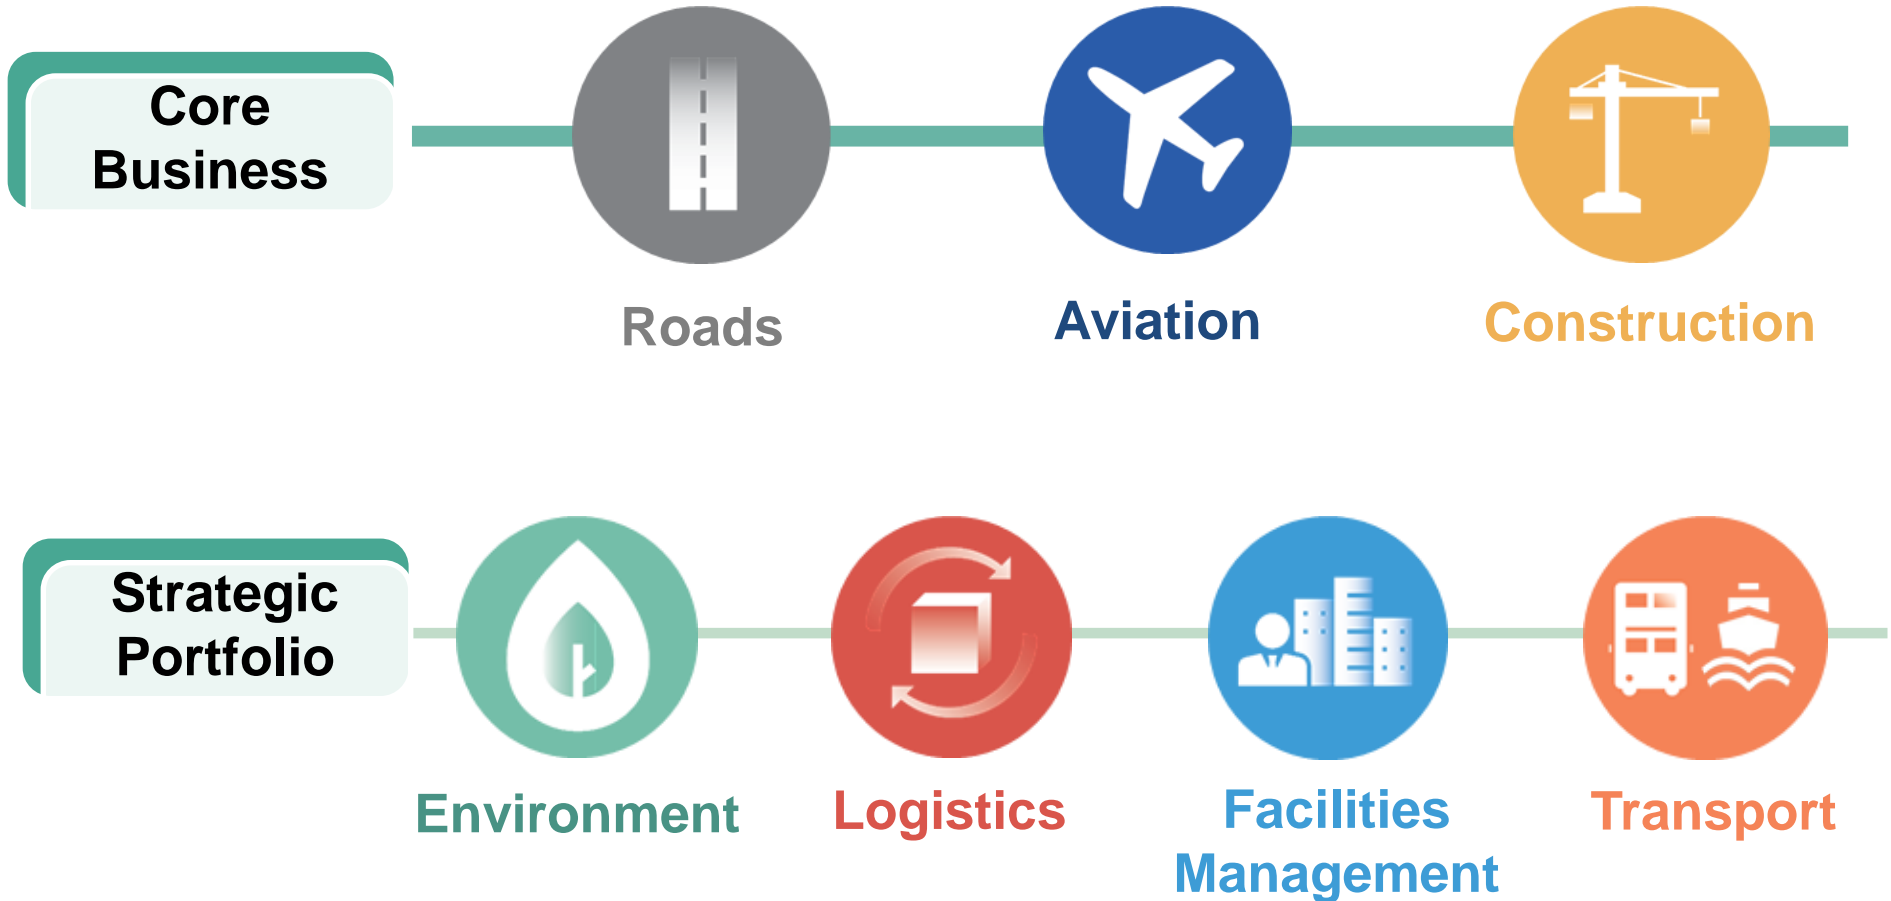 Core
Business
Roads
Aviation
Construction
Strategic
Portfolio
Environment
Logistics
Facilities
Management
Transport